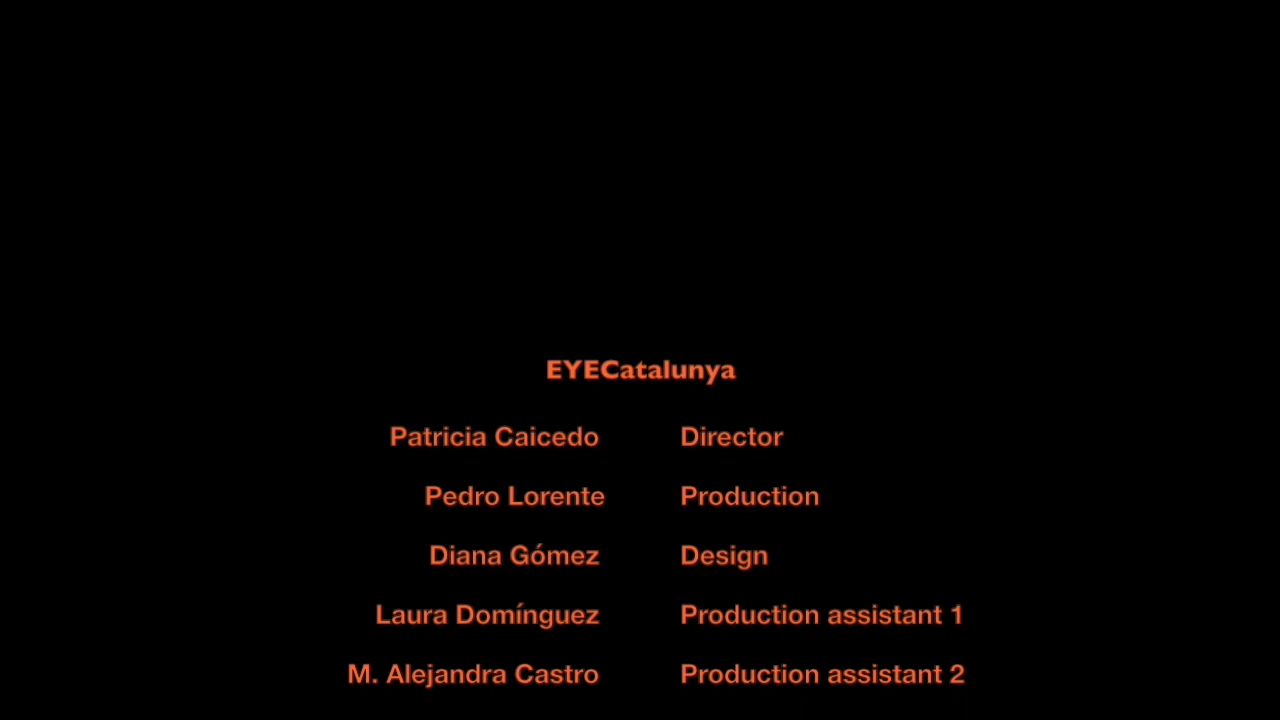 EYECatalunya
Patricia Caicedo Director
Pedro Lorente Production
Diana Gómez Design
Laura Domínguez Production assistant 1
M. Alejandra Castro Production assistant 2